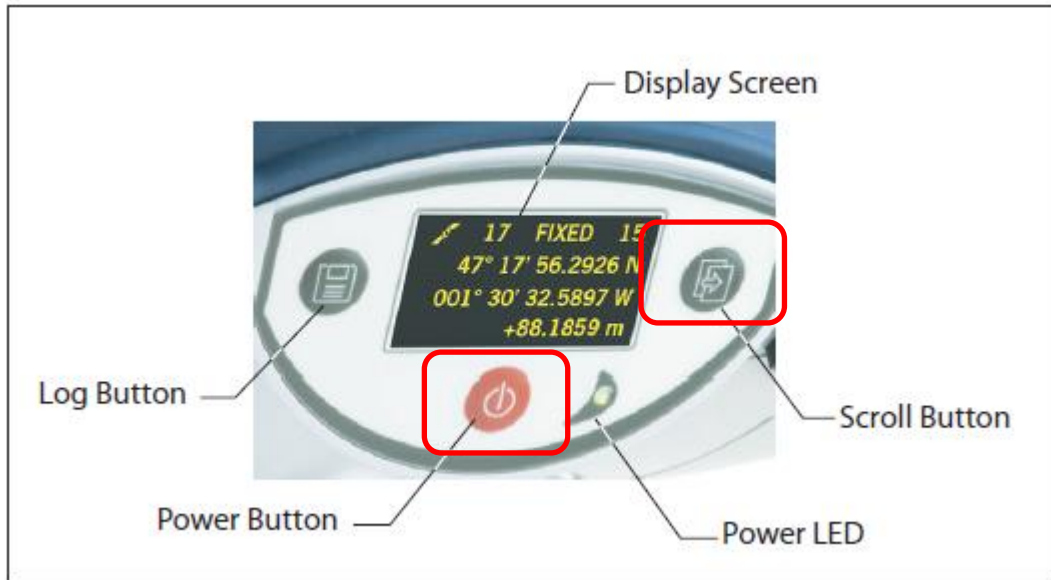 Display Screen
17 FIXED 15
47° 17' 56.2926 N
001° 30' 32.5897 W
+88.1859 m
Log Button
Scroll Button
Power Button
Power LED